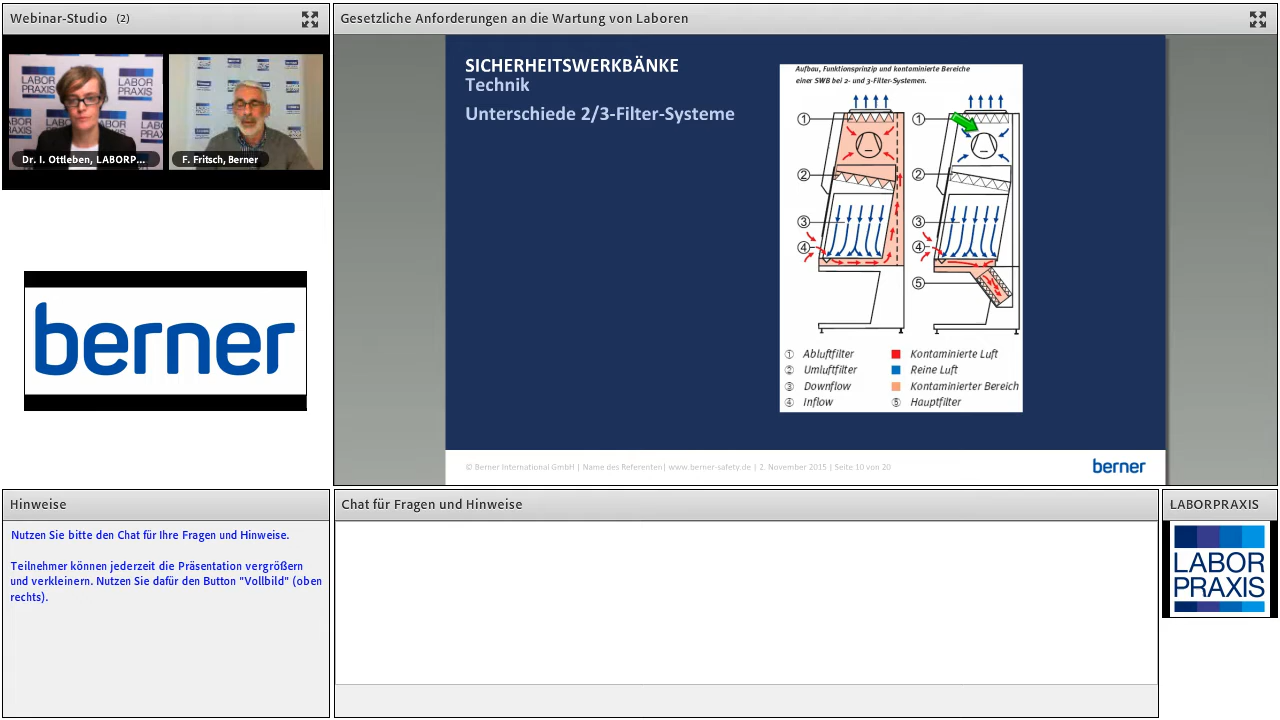 Webinar-Studio (2)
Dr. I. Ottleben, LABORP...
F. Fritsch, Berner
berner
Gesetzliche Anforderungen an die Wartung von Laboren
SICHERHEITSWERKBÄNKE
Technik
Unterschiede 2/3-Filter-Systeme
Aufbau, Funktionsprinzip und kontaminierte Bereiche
einer SWB bei 2- und 3-Filter-Systemen.
① ①
② ②
③ ③
④ ④
⑤
① Abluftfilter Kontaminierte Luft
② Umluftfilter Reine Luft
③ Downflow Kontaminierter Bereich
④ Inflow ⑤ Hauptfilter
© Berner International GmbH | Name des Referenten| www.berner-safety.de | 2. November 2015 | Seite 10 von 20
berner
Hinweise
Nutzen Sie bitte den Chat für Ihre Fragen und Hinweise.
Teilnehmer können jederzeit die Präsentation vergrößern
und verkleinern. Nutzen Sie dafür den Button "Vollbild" (oben
rechts).
Chat für Fragen und Hinweise
LABORPRAXIS
LABOR
PRAXIS